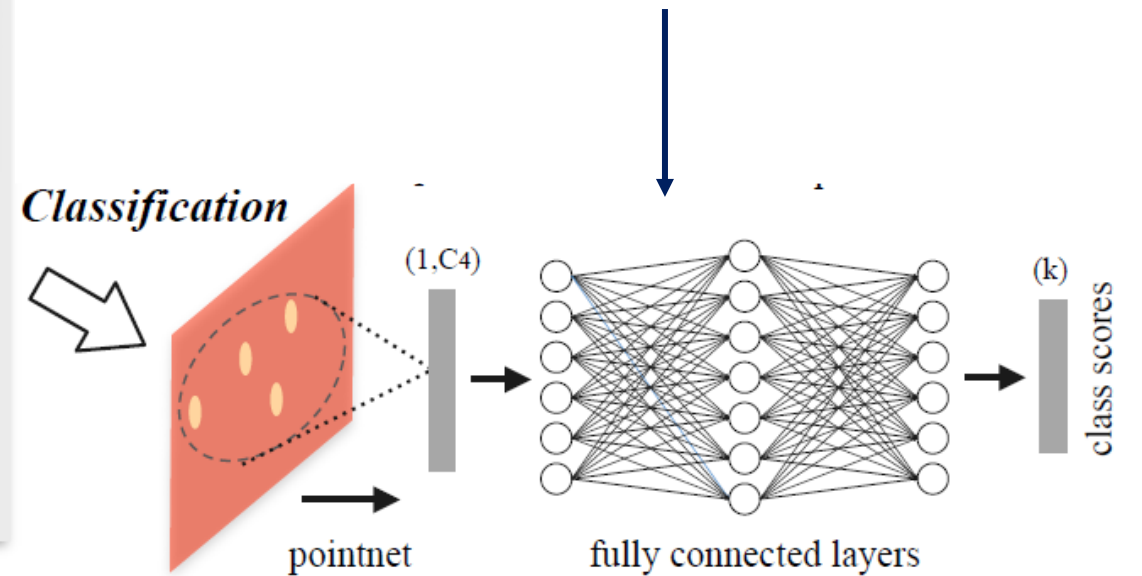 Classification
(1,C4)
(k)
class scores
pointnet
fully connected layers